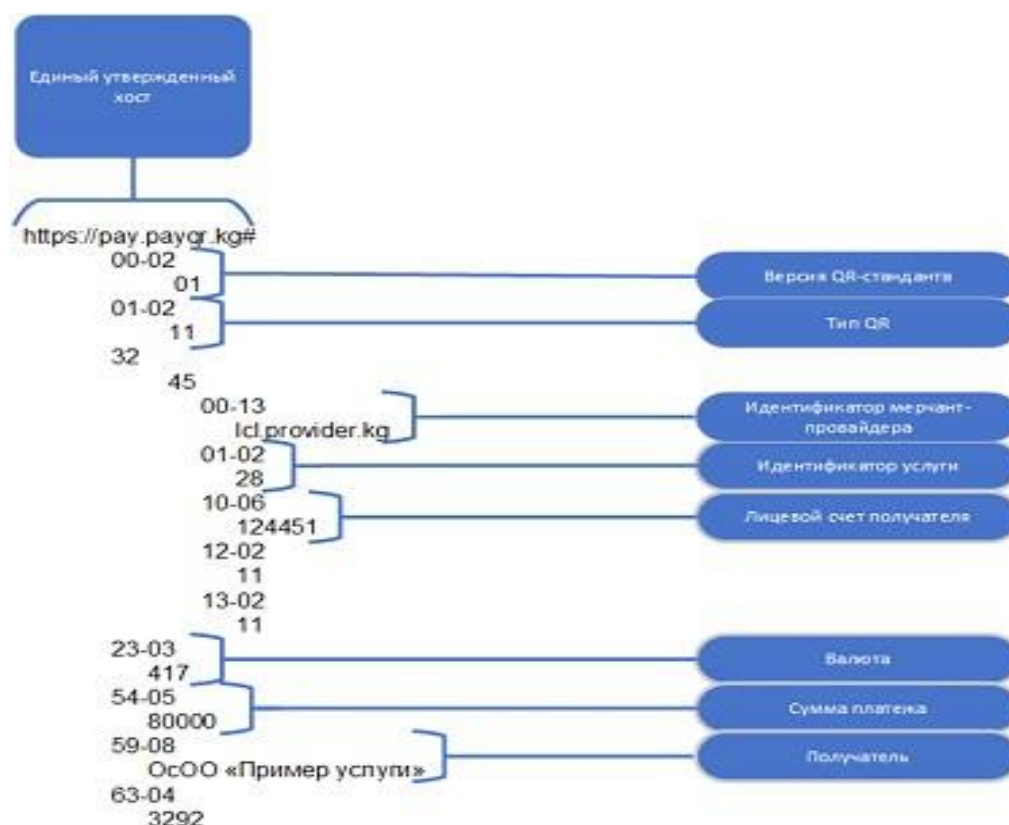 Единый утвержденный
хост
https://pay.payqr.kg#
00-02
01
Версия QR-станданта
01-02
11
Тип QR
32
45
00-13
lcl.provider.kg
Идентификатор мерчант-
провайдера
01-02
28
Идентификатор услуги
10-06
124451
Лицевой счет получателя
12-02
11
13-02
11
23-03
417
Валюта
54-05
80000
Сумма платежа
59-08
ОсОО «Пример услуги»
Получатель
63-04
3292